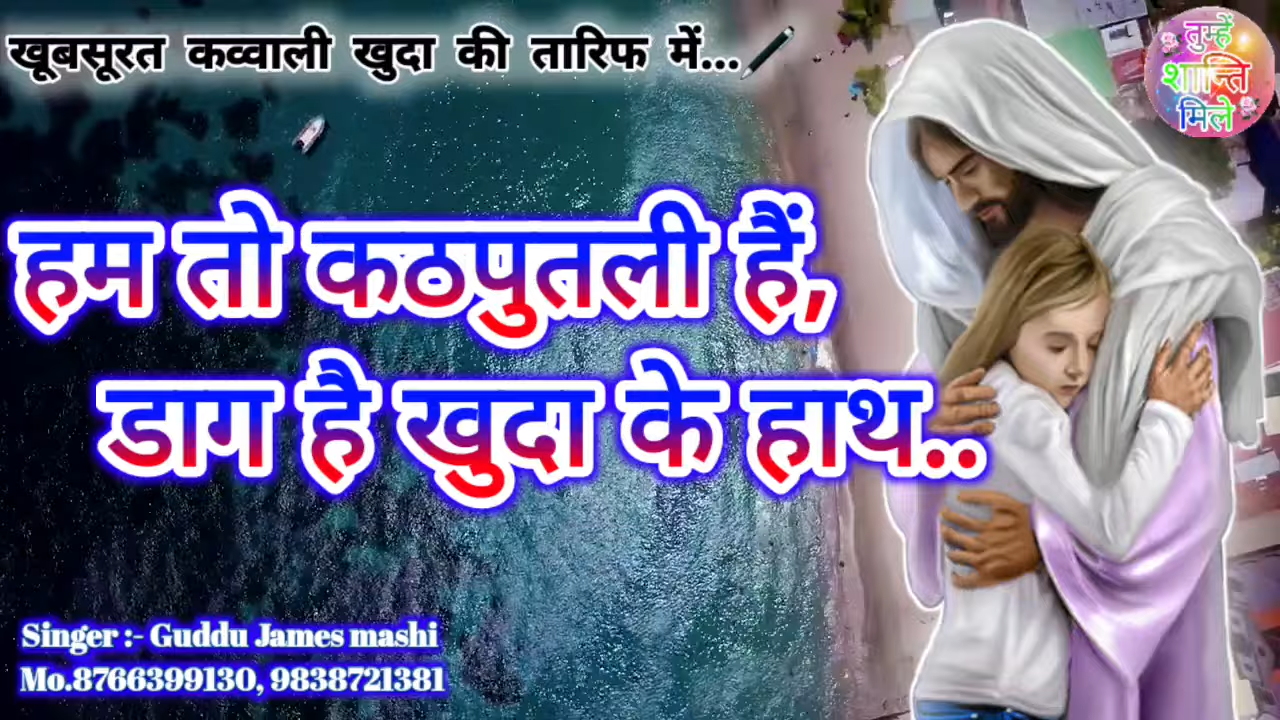 खूबसूरत कव्वाली खुदा की तारिफ में...
तुम्हें
शान्ति
मिले
हम तो कठपुतली हैं,
डाग है खुदा के हाथ..
Singer :- Guddu James mashi
Mo.8766399130, 9838721381